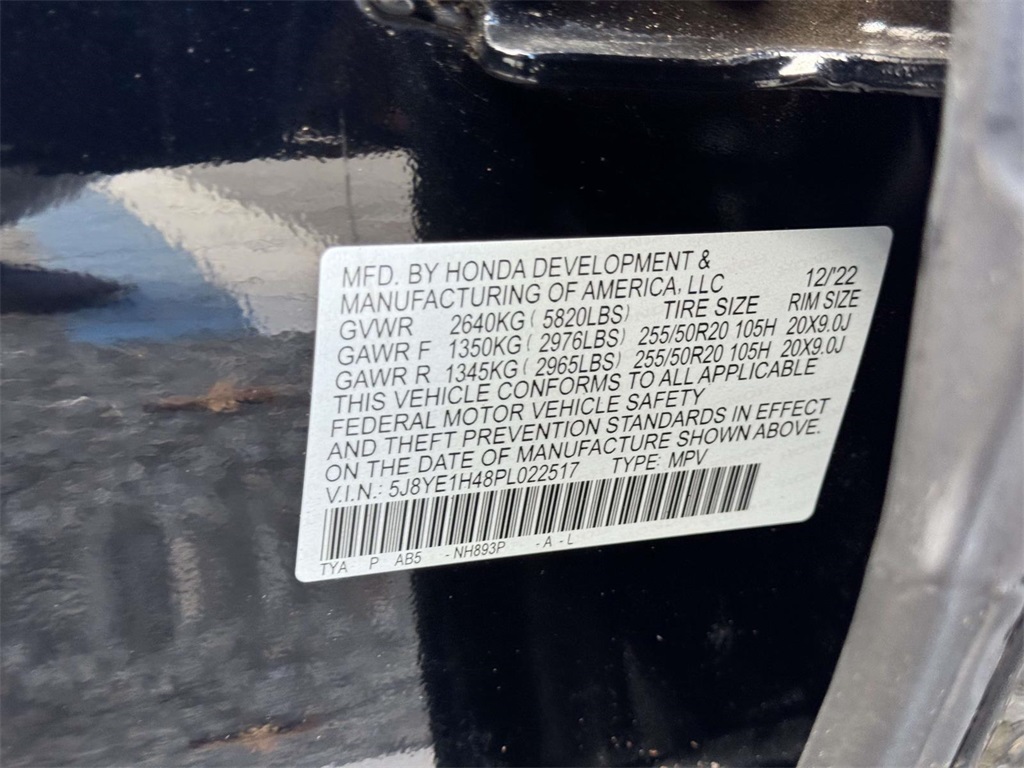 MFD. BY HONDA DEVELOPMENT &
MANUFACTURING OF AMERICA, LLC 12/'22
GVWR 2640KG ( 5820LBS) TIRE SIZE RIM SIZE
GAWR F 1350KG ( 2976LBS) 255/50R20 105H 20X9.0J
GAWR R 1345KG ( 2965LBS) 255/50R20 105H 20X9.0J
THIS VEHICLE CONFORMS TO ALL APPLICABLE
FEDERAL MOTOR VEHICLE SAFETY
AND THEFT PREVENTION STANDARDS IN EFFECT
ON THE DATE OF MANUFACTURE SHOWN ABOVE.
V.I.N.: 5J8YE1H48PL022517 TYPE: MPV
TYA P AB5 -NH893P -A -L